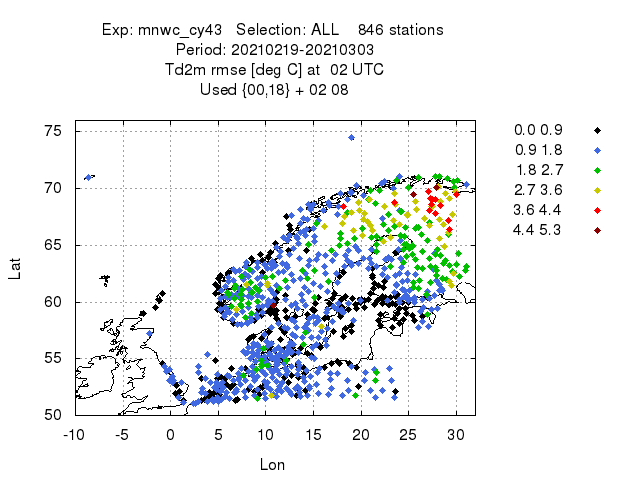 Exp: mnwc_cy43   Selection: ALL    846 stations
Period: 20210219-20210303
Td2m rmse [deg C] at  02 UTC
Used {00,18} + 02 08
0.0 0.9
0.9 1.8
1.8 2.7
2.7 3.6
3.6 4.4
4.4 5.3
75
70
65
60
55
50
Lat
-10 -5 0 5 10 15 20 25 30
Lon